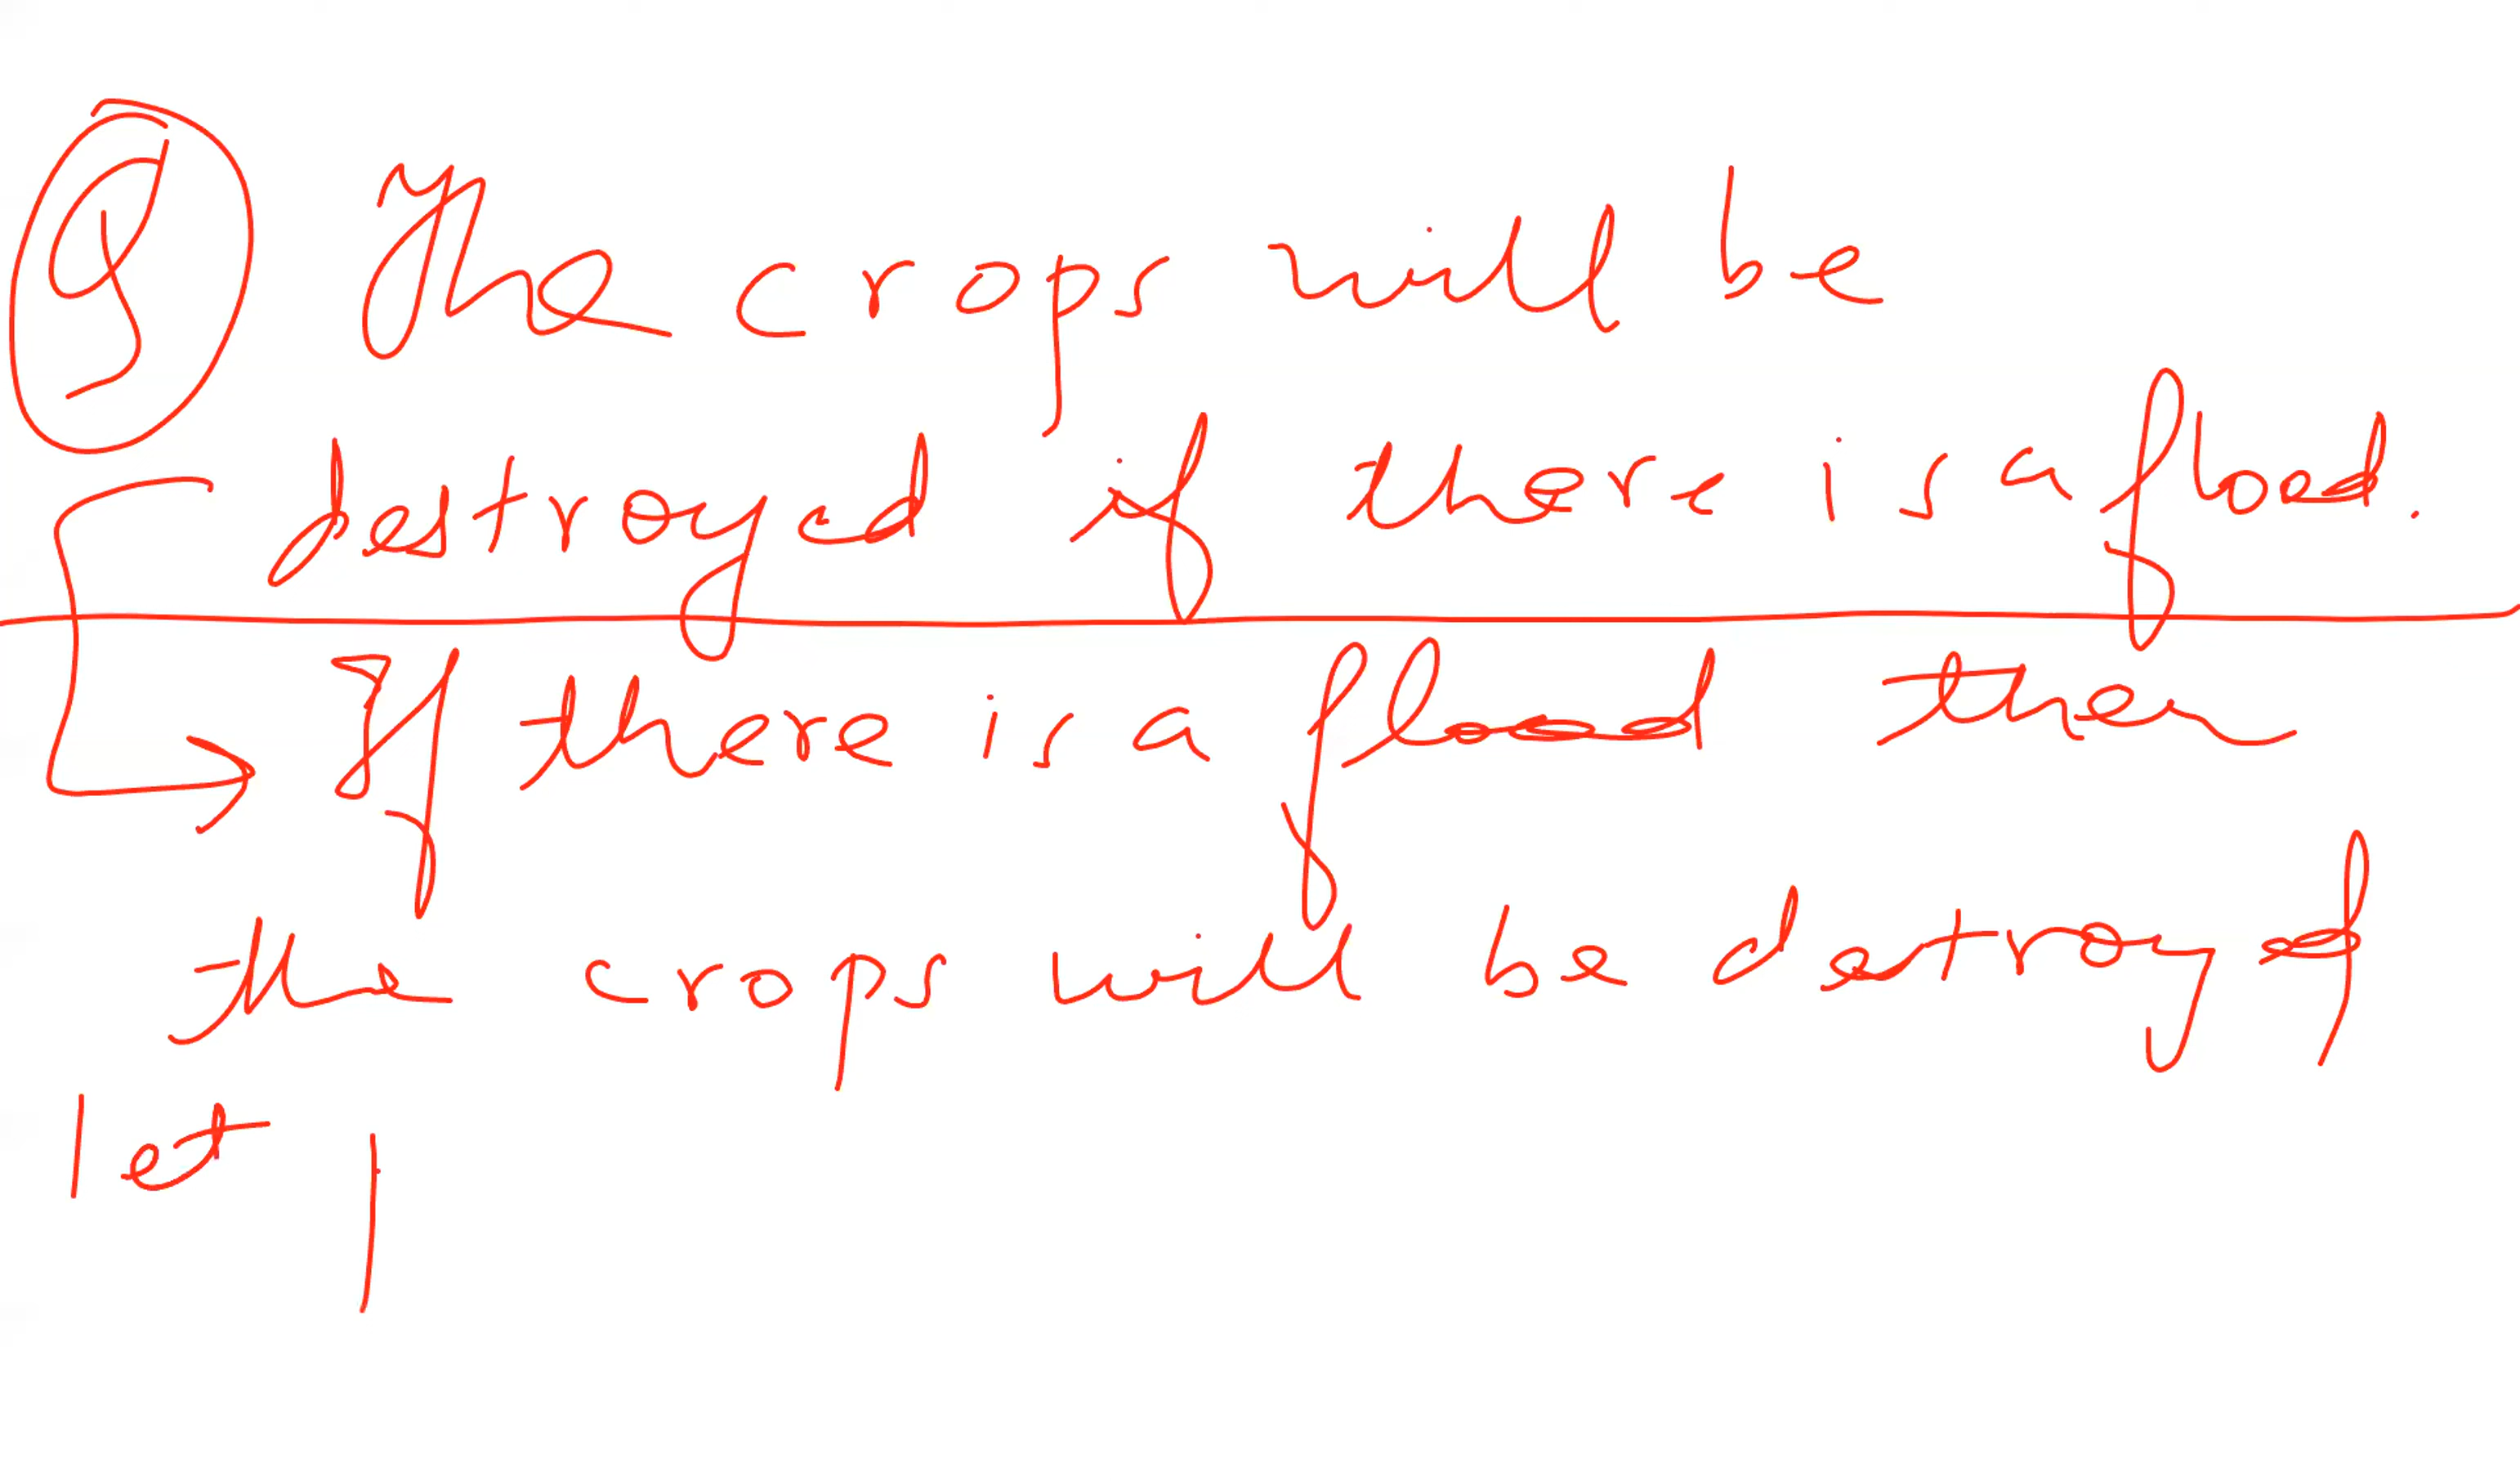 Q The crops will be
destroyed if there is a flood.
If there is a flood then
the crops will be destroyed
let p